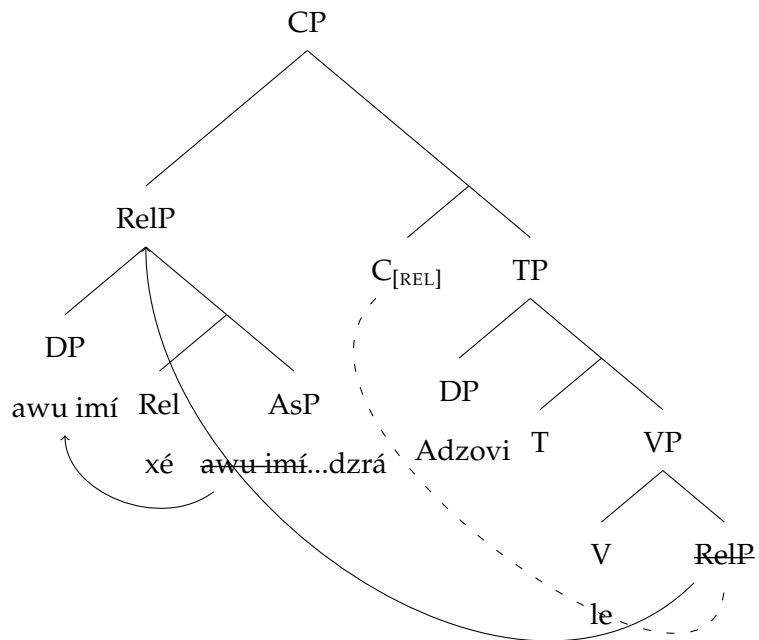 CP
RelP
C[REL] TP
DP
DP
awu imí Rel AsP
Adzovi T VP
xé awu imí...dzrá
V RelP
le